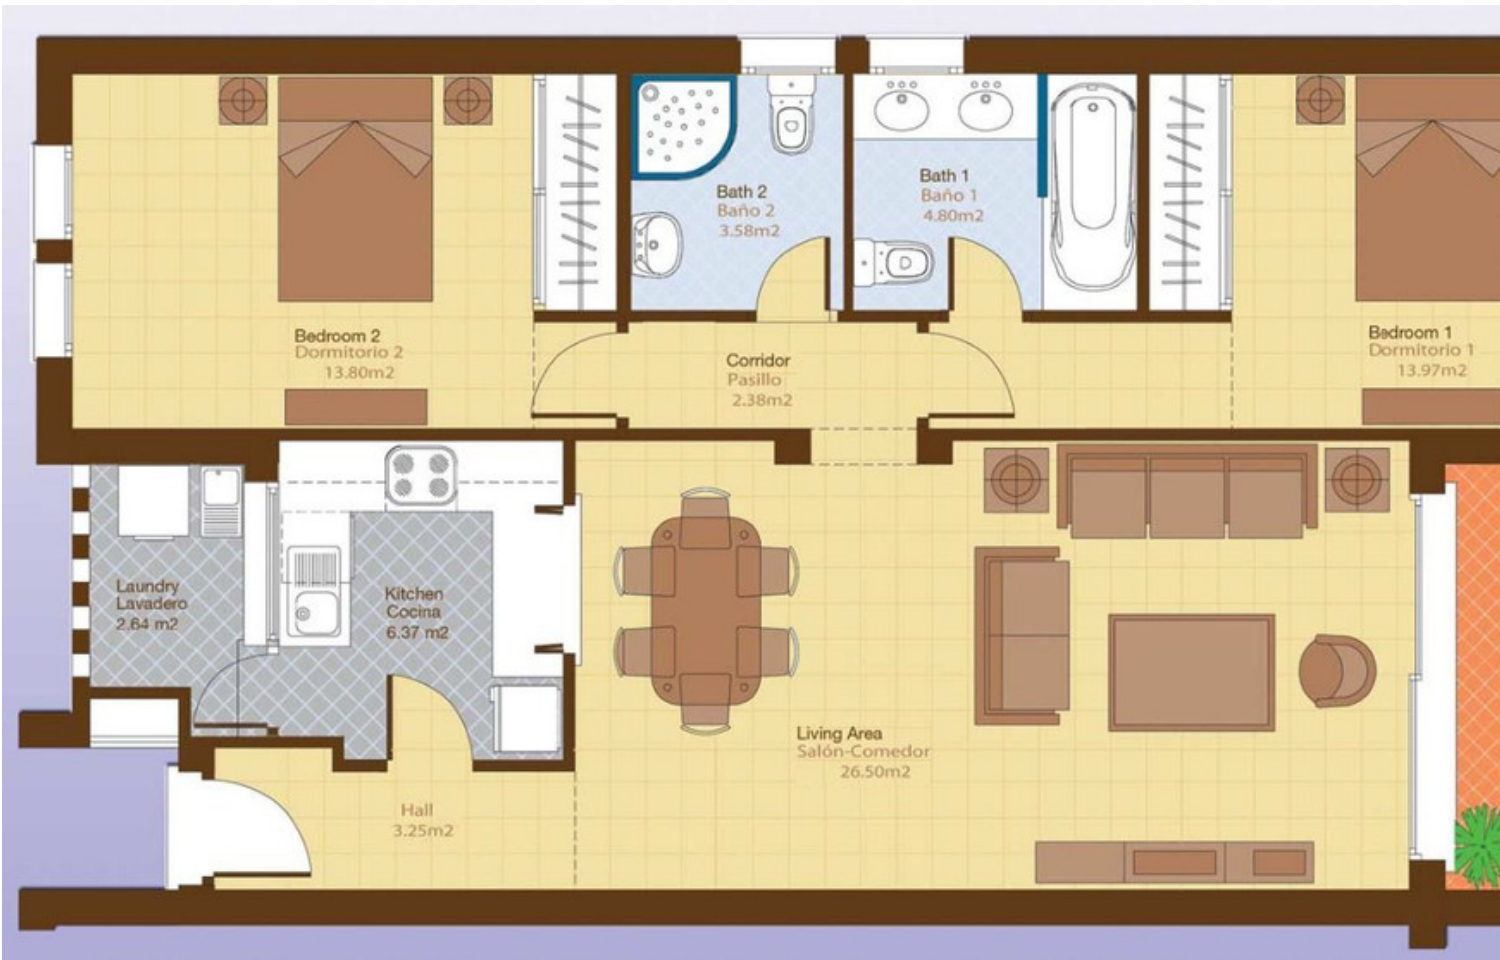 Bath 2
Baño 2
3.58m2
Bath 1
Baño 1
4.80m2
Bedroom 2
Dormitorio 2
13.80m2
Corridor
Pasillo
2.38m2
Bedroom 1
Dormitorio 1
13.97m2
Laundry
Lavadero
2.64 m2
Kitchen
Cocina
6.37 m2
Living Area
Salón-Comedor
26.50m2
Hall
3.25m2